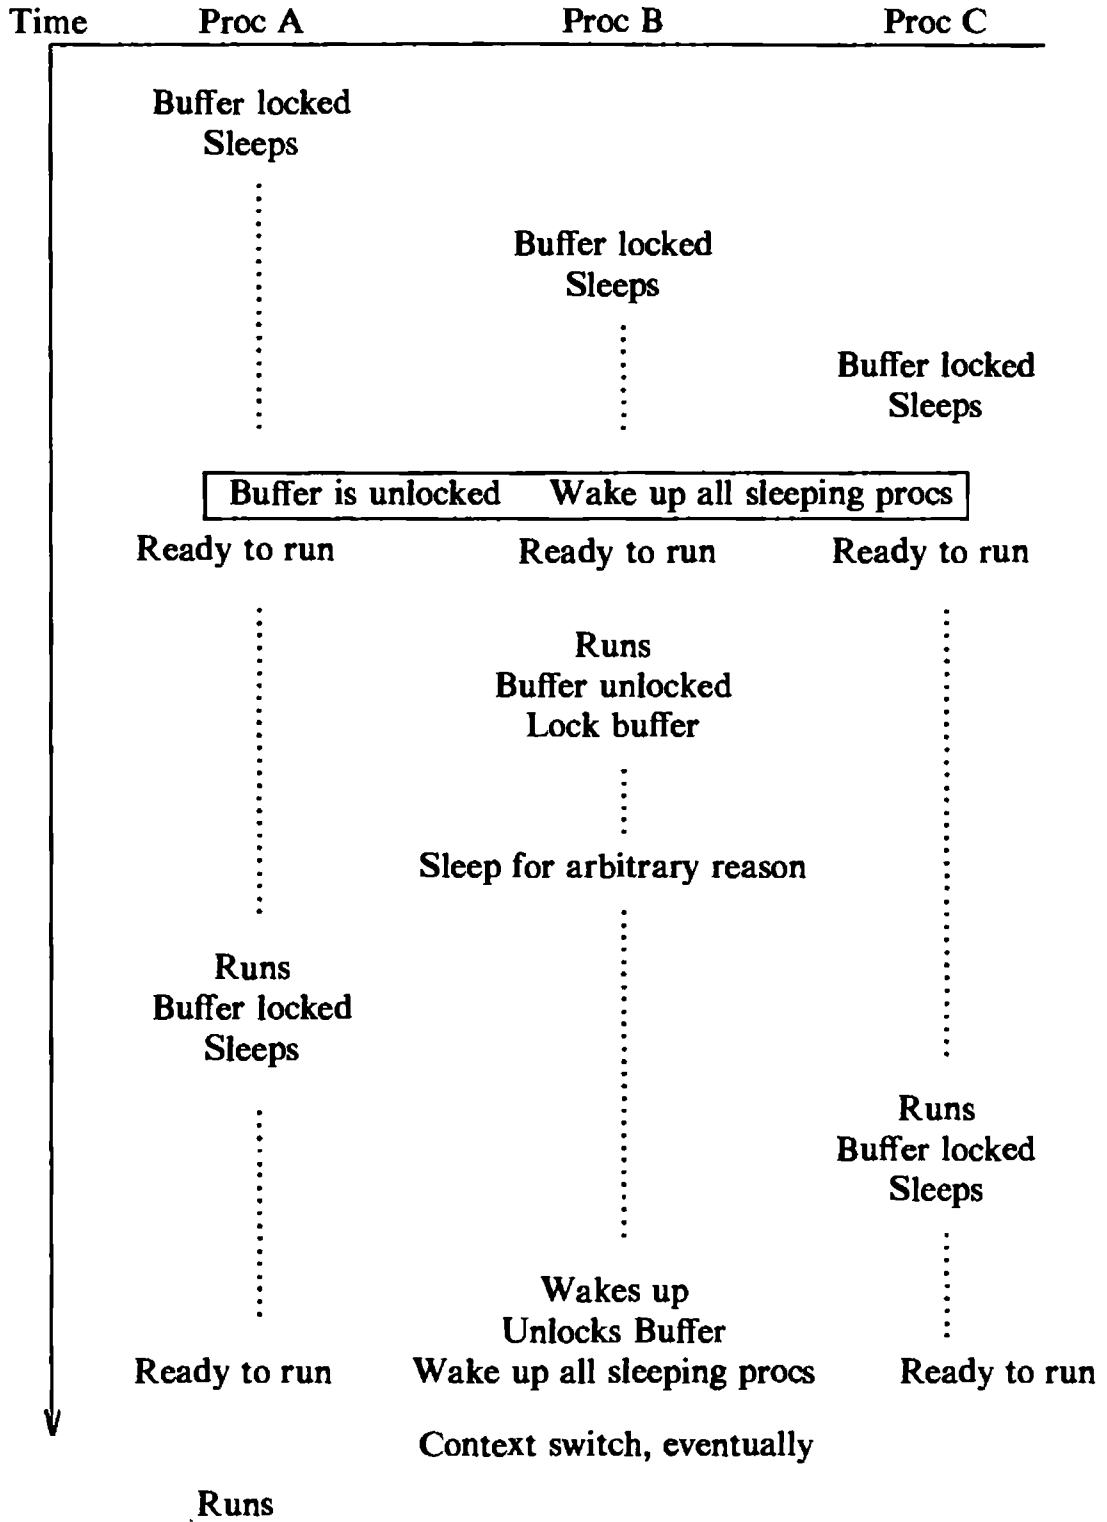 Time Proc A Proc B Proc C
Buffer locked
Sleeps
Buffer locked
Sleeps
Buffer locked
Sleeps
Buffer is unlocked Wake up all sleeping procs
Ready to run Ready to run Ready to run
Runs
Buffer unlocked
Lock buffer
Sleep for arbitrary reason
Runs
Buffer locked
Sleeps
Runs
Buffer locked
Sleeps
Wakes up
Unlocks Buffer
Ready to run Wake up all sleeping procs Ready to run
Context switch, eventually
Runs